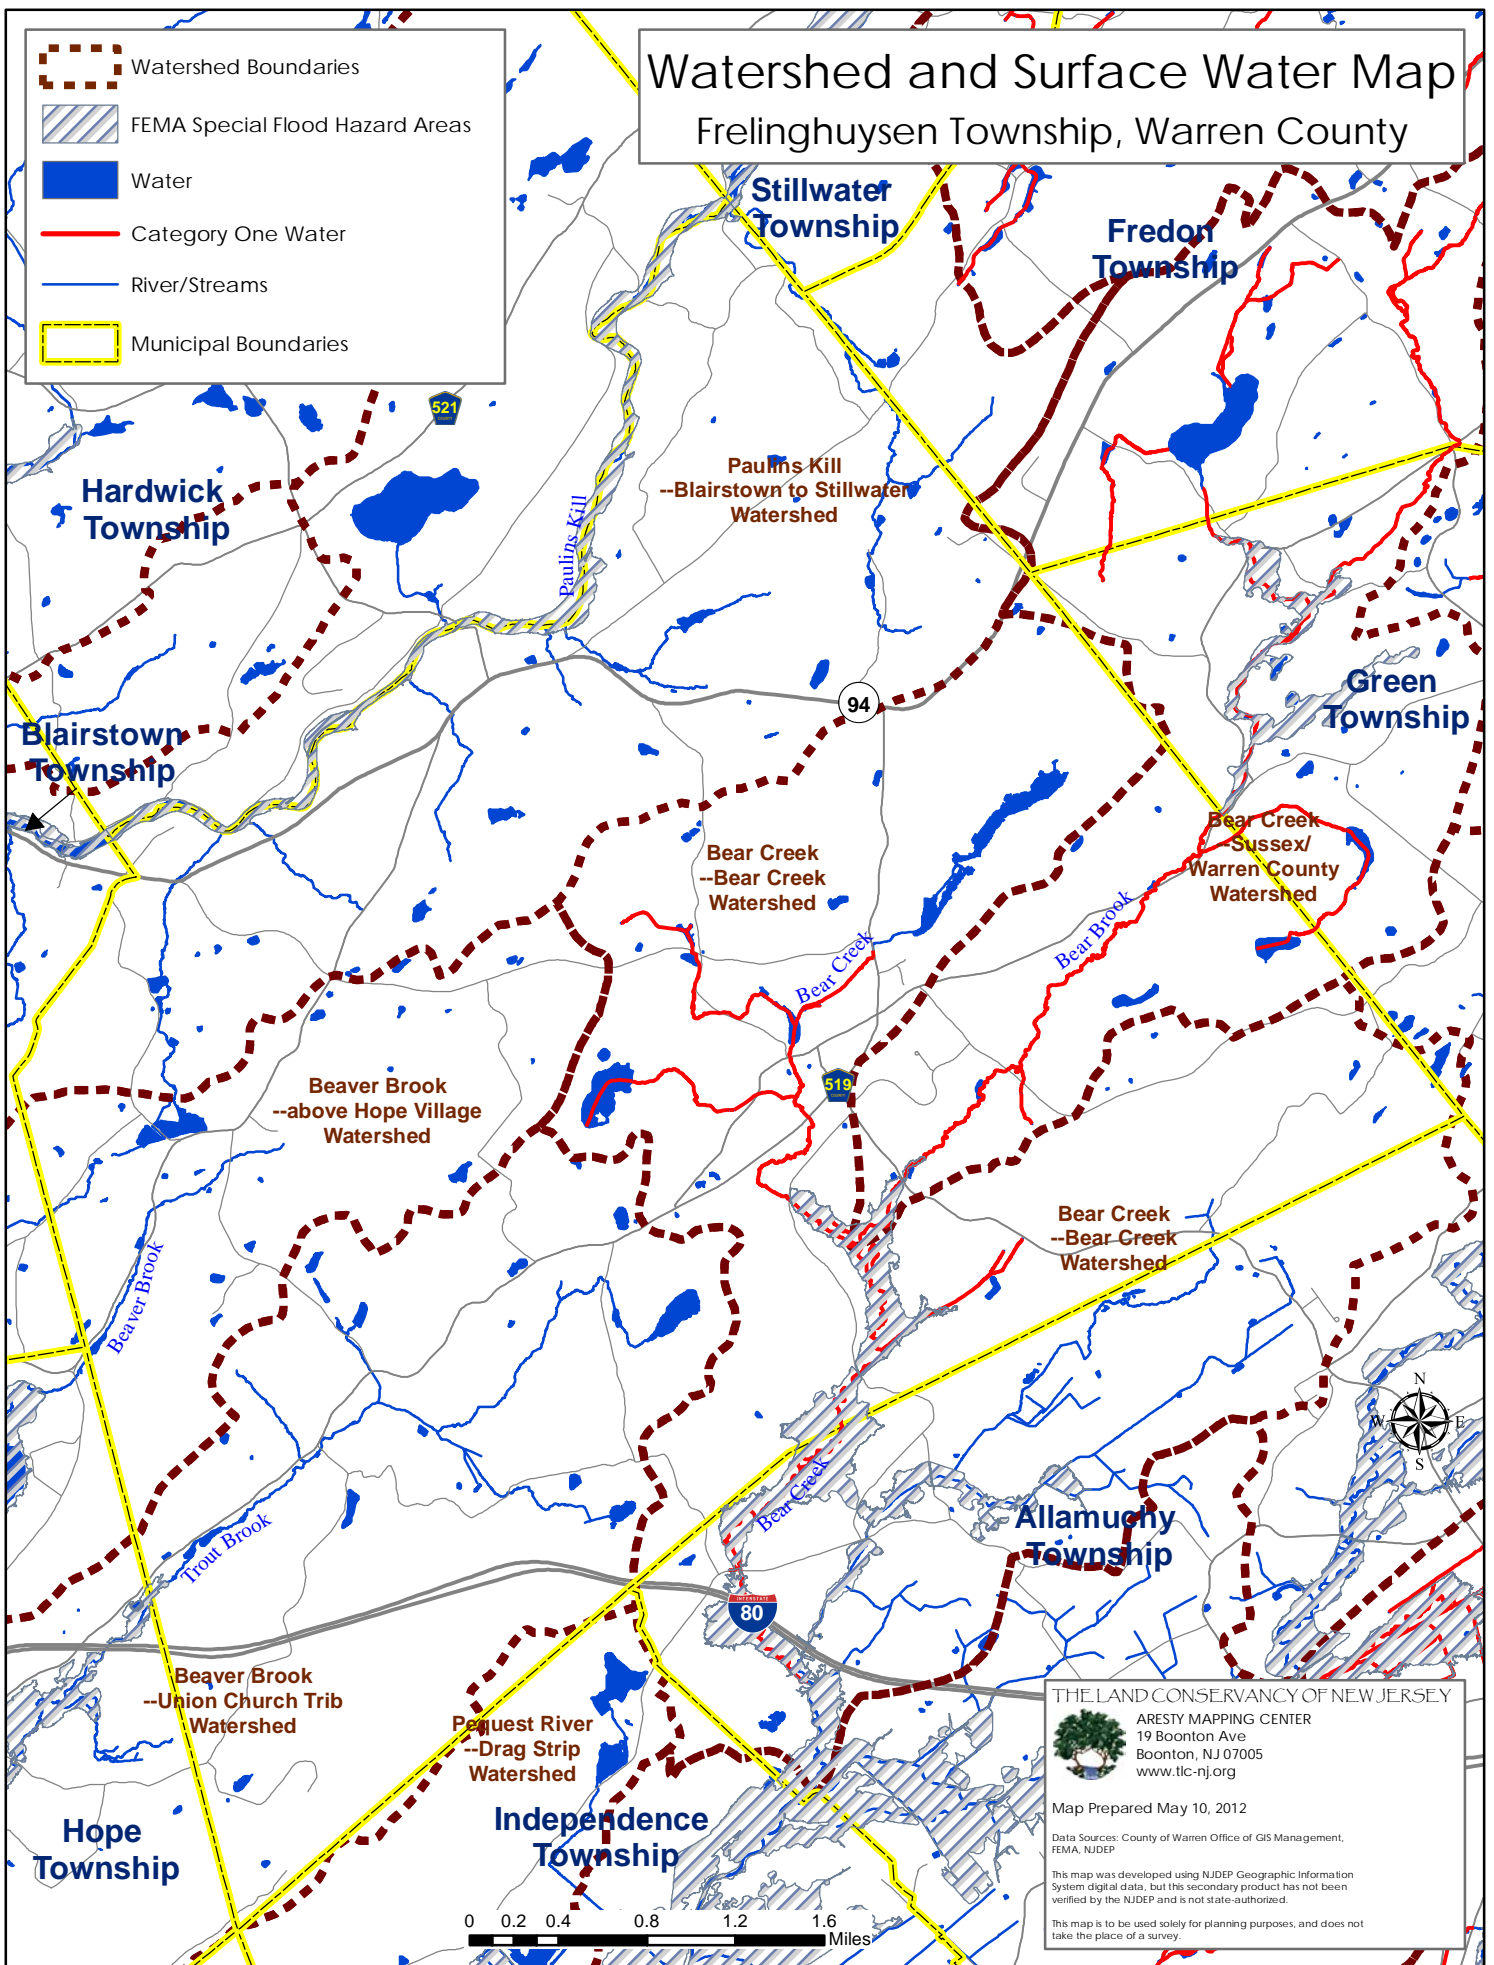 Watershed Boundaries
FEMA Special Flood Hazard Areas
Water
Category One Water
River/Streams
Municipal Boundaries
Watershed and Surface Water Map
Frelinghuysen Township, Warren County
Stillwater
Township
Fredon
Township
521
COUNTY
Hardwick
Township
Paulins Kill
--Blairstown to Stillwater
Watershed
Paulins Kill
Green
Township
94
Blairstown
Township
Bear Creek
--Sussex/
Warren County
Watershed
Bear Creek
--Bear Creek
Watershed
Bear Brook
Bear Creek
519
COUNTY
Beaver Brook
--above Hope Village
Watershed
Bear Creek
--Bear Creek
Watershed
Beaver Brook
N
W
E
S
Bear Creek
Trout Brook
Allamuchy
Township
INTERSTATE
80
Beaver Brook
--Union Church Trib
Watershed
Pequest River
--Drag Strip
Watershed
Independence
Township
Hope
Township
0 0.2 0.4 0.8 1.2 1.6
Miles
THE LAND CONSERVANCY OF NEW JERSEY
ARESTY MAPPING CENTER
19 Boonton Ave
Boonton, NJ 07005
www.tlc-nj.org
Map Prepared May 10, 2012
Data Sources: County of Warren Office of GIS Management,
FEMA, NJDEP
This map was developed using NJDEP Geographic Information
System digital data, but this secondary product has not been
verified by the NJDEP and is not state-authorized.
This map is to be used solely for planning purposes, and does not
take the place of a survey.